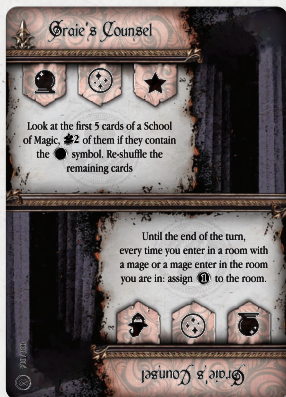 Graie's Counsel
Look at the first 5 cards of a School
of Magic, 2 of them if they contain
the symbol. Re-shuffle the
remaining cards
Until the end of the turn,
every time you enter in a room with
a mage or a mage enter in the room
you are in: assign 1 to the room.
Graie's Counsel